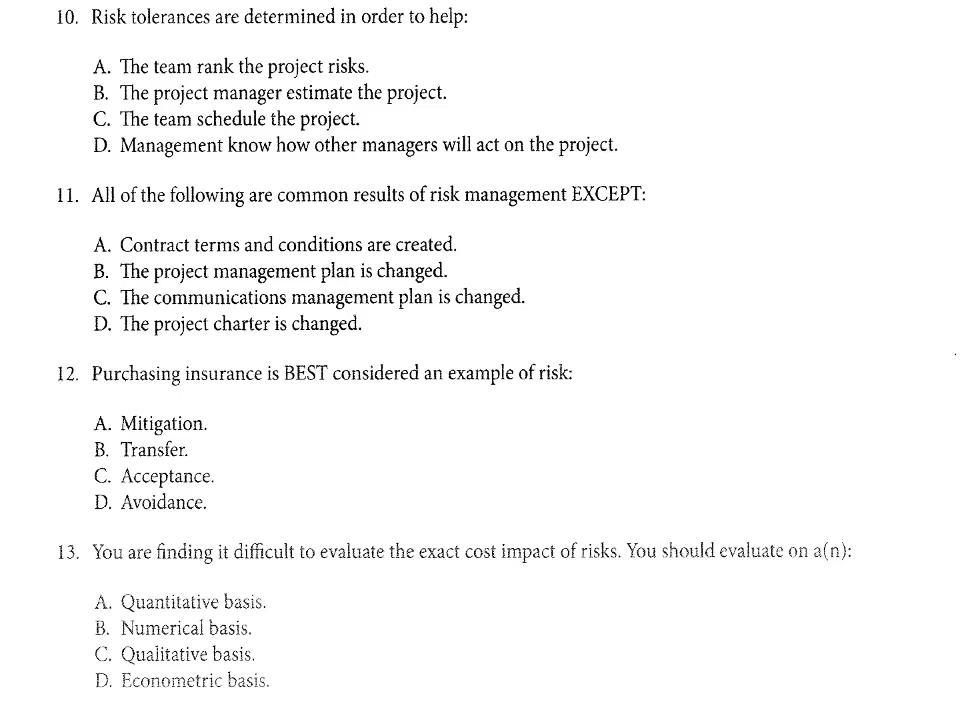 10. Risk tolerances are determined in order to help:
A. The team rank the project risks.
B. The project manager estimate the project.
C. The team schedule the project.
D. Management know how other managers will act on the project.
11. All of the following are common results of risk management EXCEPT:
A. Contract terms and conditions are created.
B. The project management plan is changed.
C. The communications management plan is changed.
D. The project charter is changed.
12. Purchasing insurance is BEST considered an example of risk:
A. Mitigation.
B. Transfer.
C. Acceptance.
D. Avoidance.
13. You are finding it difficult to evaluate the exact cost impact of risks. You should evaluate on a(n):
A. Quantitative basis.
B. Numerical basis.
C. Qualitative basis.
D. Econometric basis.